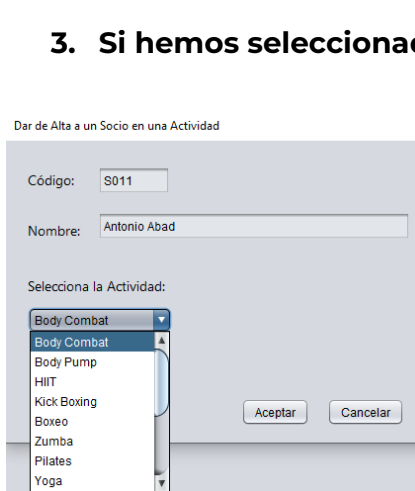 3. Si hemos seleccionad
Dar de Alta a un Socio en una Actividad
Código: S011
Nombre: Antonio Abad
Selecciona la Actividad:
Body Combat
Body Combat
Body Pump
HIIT
Kick Boxing
Boxeo
Aceptar Cancelar
Zumba
Pilates
Yoga